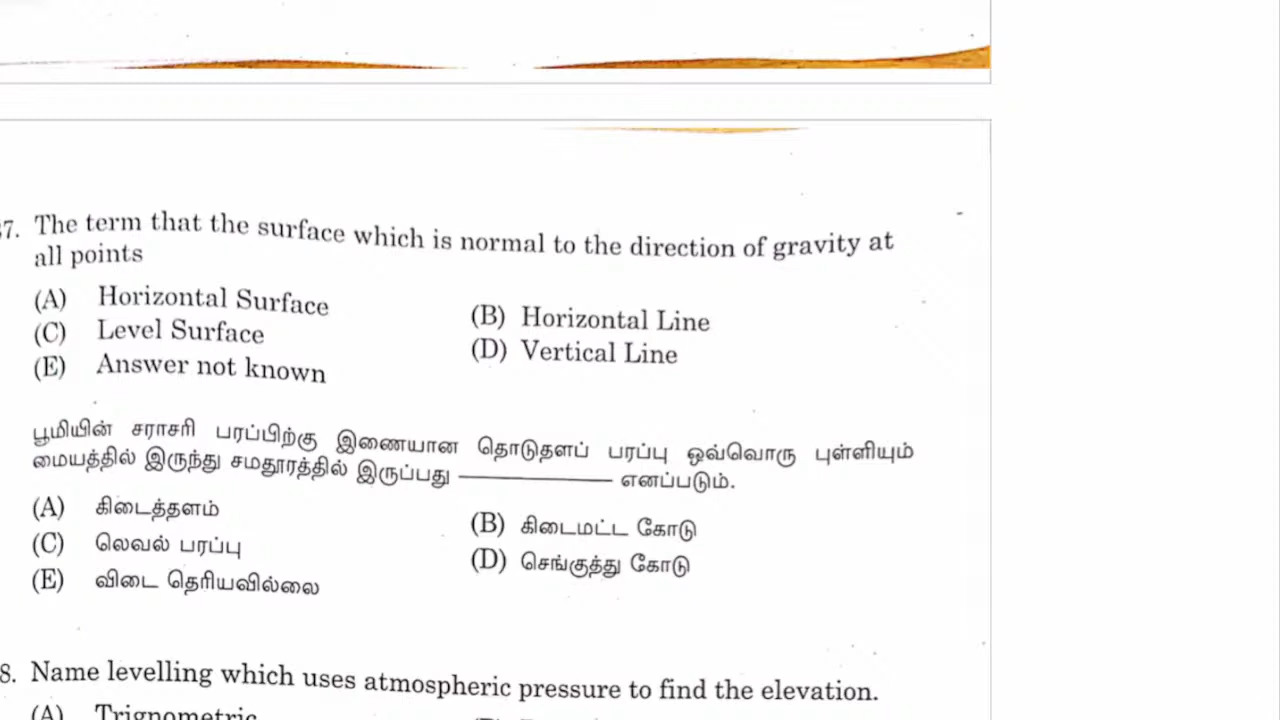 37. The term that the surface which is normal to the direction of gravity at
all points
(A) Horizontal Surface
(B) Horizontal Line
(C) Level Surface
(D) Vertical Line
(E) Answer not known
பூமியின் சராசரி பரப்பிற்கு இணையான தொடுதளப் பரப்பு ஒவ்வொரு புள்ளியும்
மையத்தில் இருந்து சமதூரத்தில் இருப்பது ———— எனப்படும்.
(A) கிடைத்தளம்
(B) கிடைமட்ட கோடு
(C) லெவல் பரப்பு
(D) செங்குத்து கோடு
(E) விடை தெரியவில்லை
8. Name levelling which uses atmospheric pressure to find the elevation.
(A) Trignometric